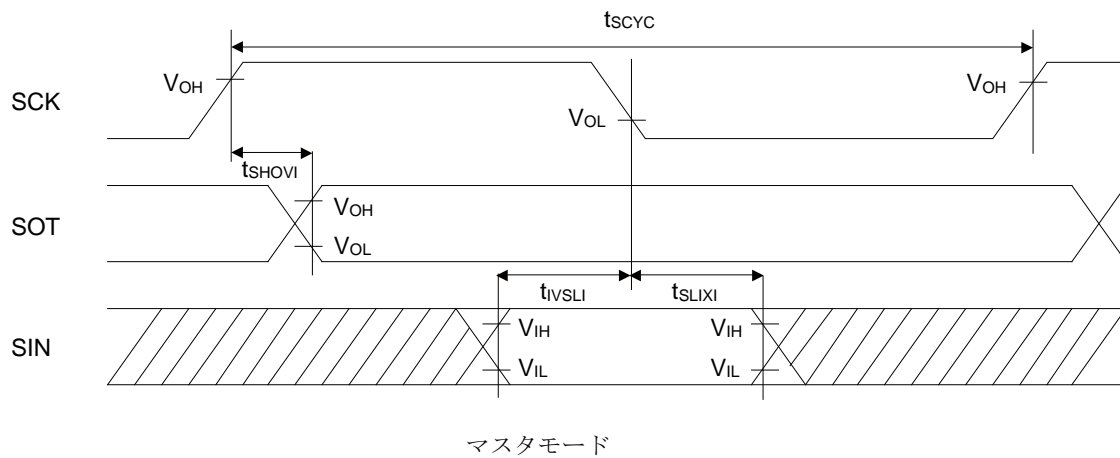 tSCYC
SCK
VOH
VOL
VOH
tSHOVI
SOT
VOH
VOL
tIVSLI
tSLIXI
SIN
VIH
VIL
VIH
VIL
マスタモード